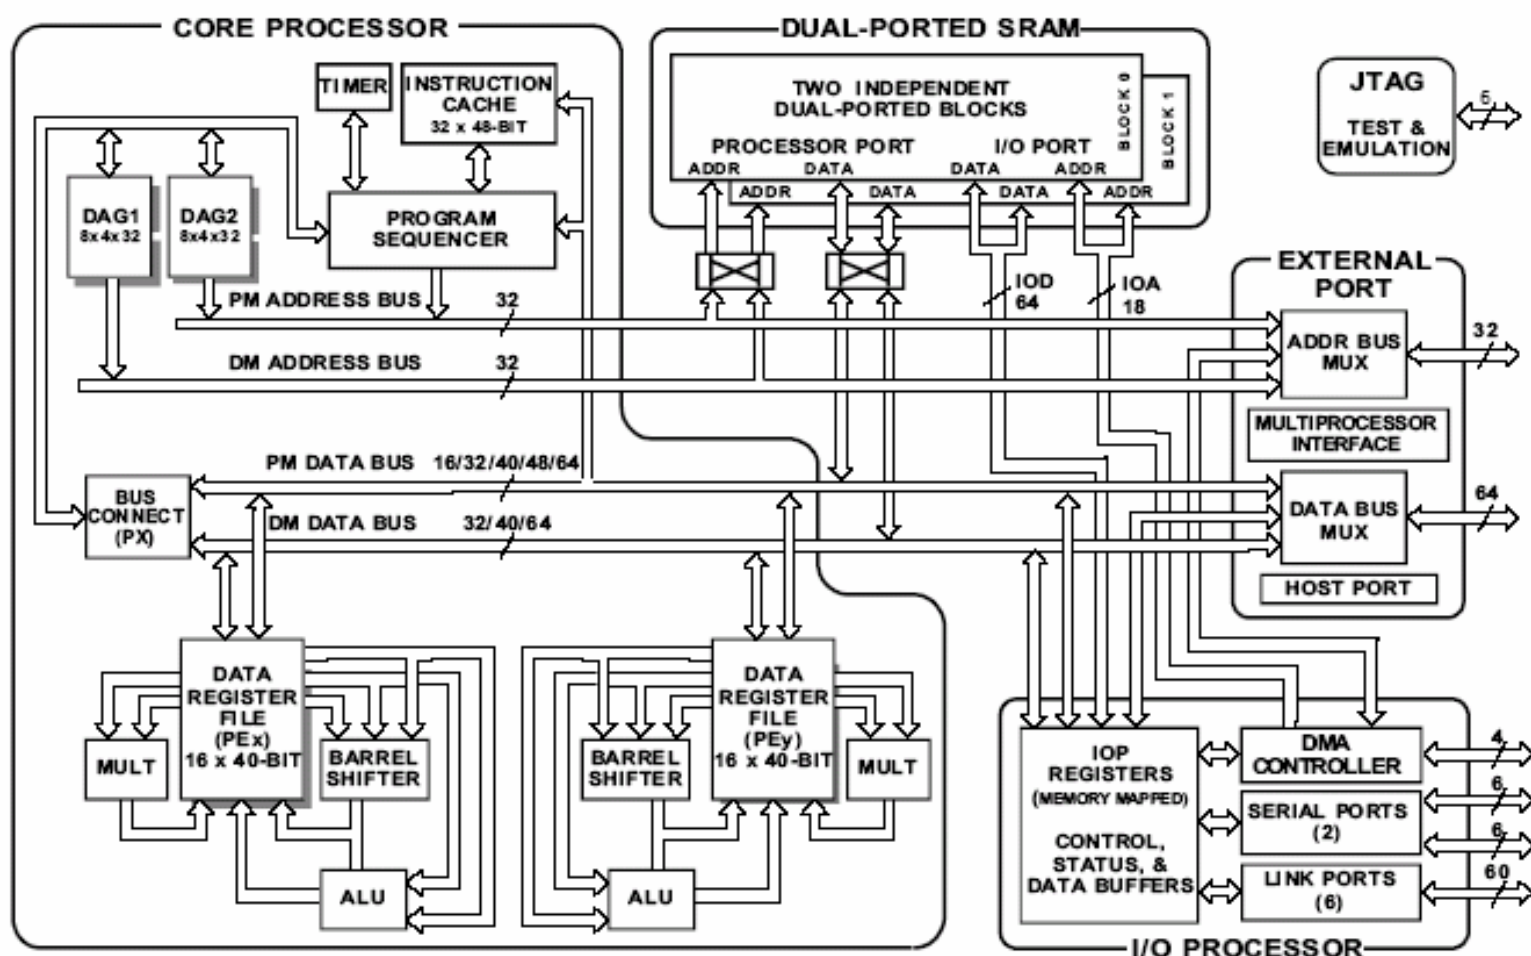 CORE PROCESSOR
TIMER
INSTRUCTION
CACHE
32 x 48-BIT
DAG1
8x4x32
DAG2
8x4x32
PROGRAM
SEQUENCER
PM ADDRESS BUS
32
DM ADDRESS BUS
32
PM DATA BUS
16/32/40/48/64
BUS
CONNECT
(PX)
DM DATA BUS
32/40/64
DATA
REGISTER
FILE
(PEx)
16 x 40-BIT
MULT
BARREL
SHIFTER
ALU
DATA
REGISTER
FILE
(PEy)
16 x 40-BIT
BARREL
SHIFTER
MULT
ALU
DUAL-PORTED SRAM
TWO INDEPENDENT
DUAL-PORTED BLOCKS
PROCESSOR PORT
I/O PORT
ADDR
DATA
DATA
ADDR
ADDR
DATA
DATA
ADDR
BLOCK 0
BLOCK 1
IOD
64
IOA
18
JTAG
TEST &
EMULATION
EXTERNAL
PORT
ADDR BUS
MUX
32
MULTIPROCESSOR
INTERFACE
DATA BUS
MUX
64
HOST PORT
IOP
REGISTERS
(MEMORY MAPPED)
CONTROL,
STATUS, &
DATA BUFFERS
DMA
CONTROLLER
4
SERIAL PORTS
(2)
6
6
LINK PORTS
(6)
60
I/O PROCESSOR